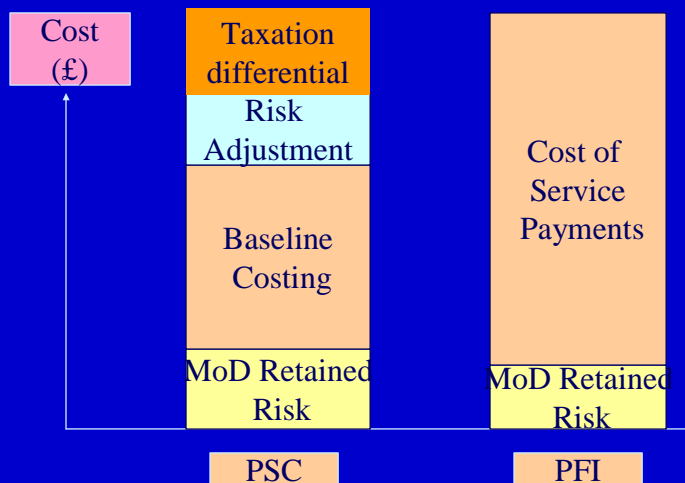 Cost
(£)
Taxation
differential
Risk
Adjustment
Baseline
Costing
MoD Retained
Risk
PSC
Cost of
Service
Payments
MoD Retained
Risk
PFI